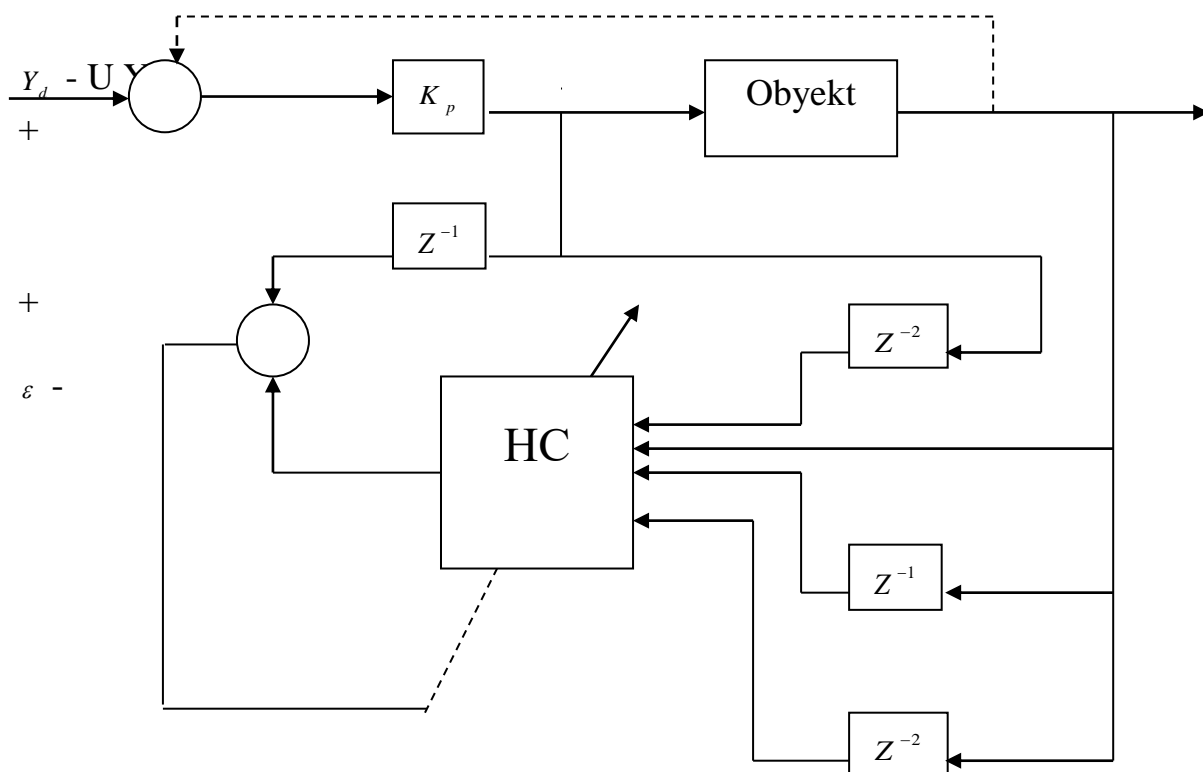 Y_d - U Y
K_p
Obyekt
+
Z^{-1}
+
Z^{-2}
ε -
HC
Z^{-1}
Z^{-2}